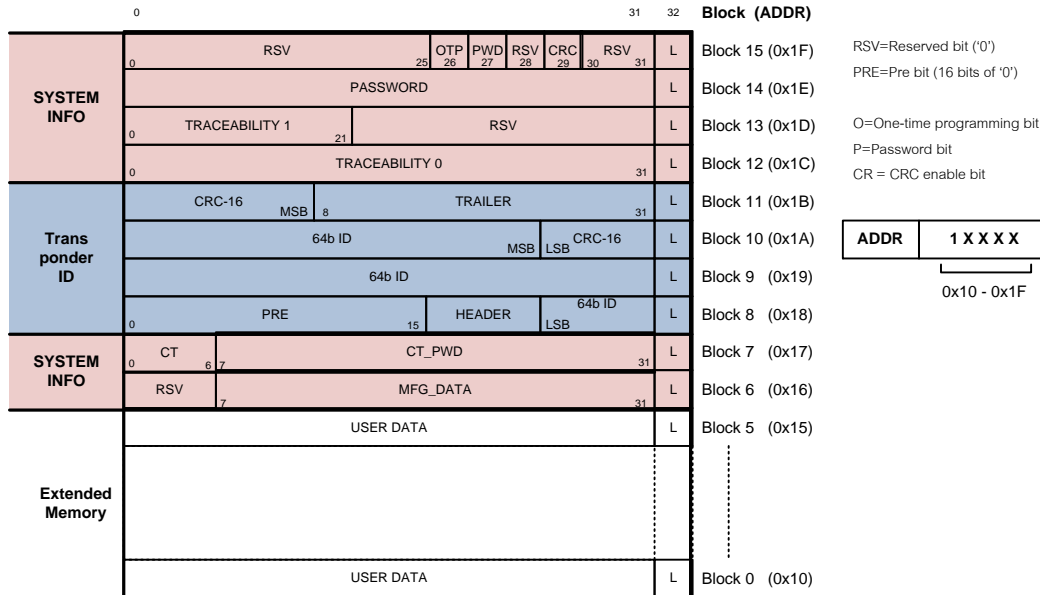 0 31 32 Block (ADDR)
RSV OTP PWD RSV CRC RSV L Block 15 (0x1F)
0 25 26 27 28 29 30 31
PASSWORD L Block 14 (0x1E)
SYSTEM INFO
TRACEABILITY 1 RSV L Block 13 (0x1D)
0 21
TRACEABILITY 0 L Block 12 (0x1C)
0 31
CRC-16 MSB 8 TRAILER 31 L Block 11 (0x1B)
Trans
ponder
ID
64b ID MSB LSB CRC-16 L Block 10 (0x1A)
64b ID L Block 9 (0x19)
0 PRE 15 HEADER 64b ID LSB L Block 8 (0x18)
SYSTEM
INFO
0 CT 6 7 CT_PWD 31 L Block 7 (0x17)
RSV 7 MFG_DATA 31 L Block 6 (0x16)
USER DATA L Block 5 (0x15)
Extended
Memory
USER DATA L Block 0 (0x10)
RSV=Reserved bit ('0')
PRE=Pre bit (16 bits of '0')
O=One-time programming bit
P=Password bit
CR = CRC enable bit
ADDR 1 X X X X
0x10 - 0x1F